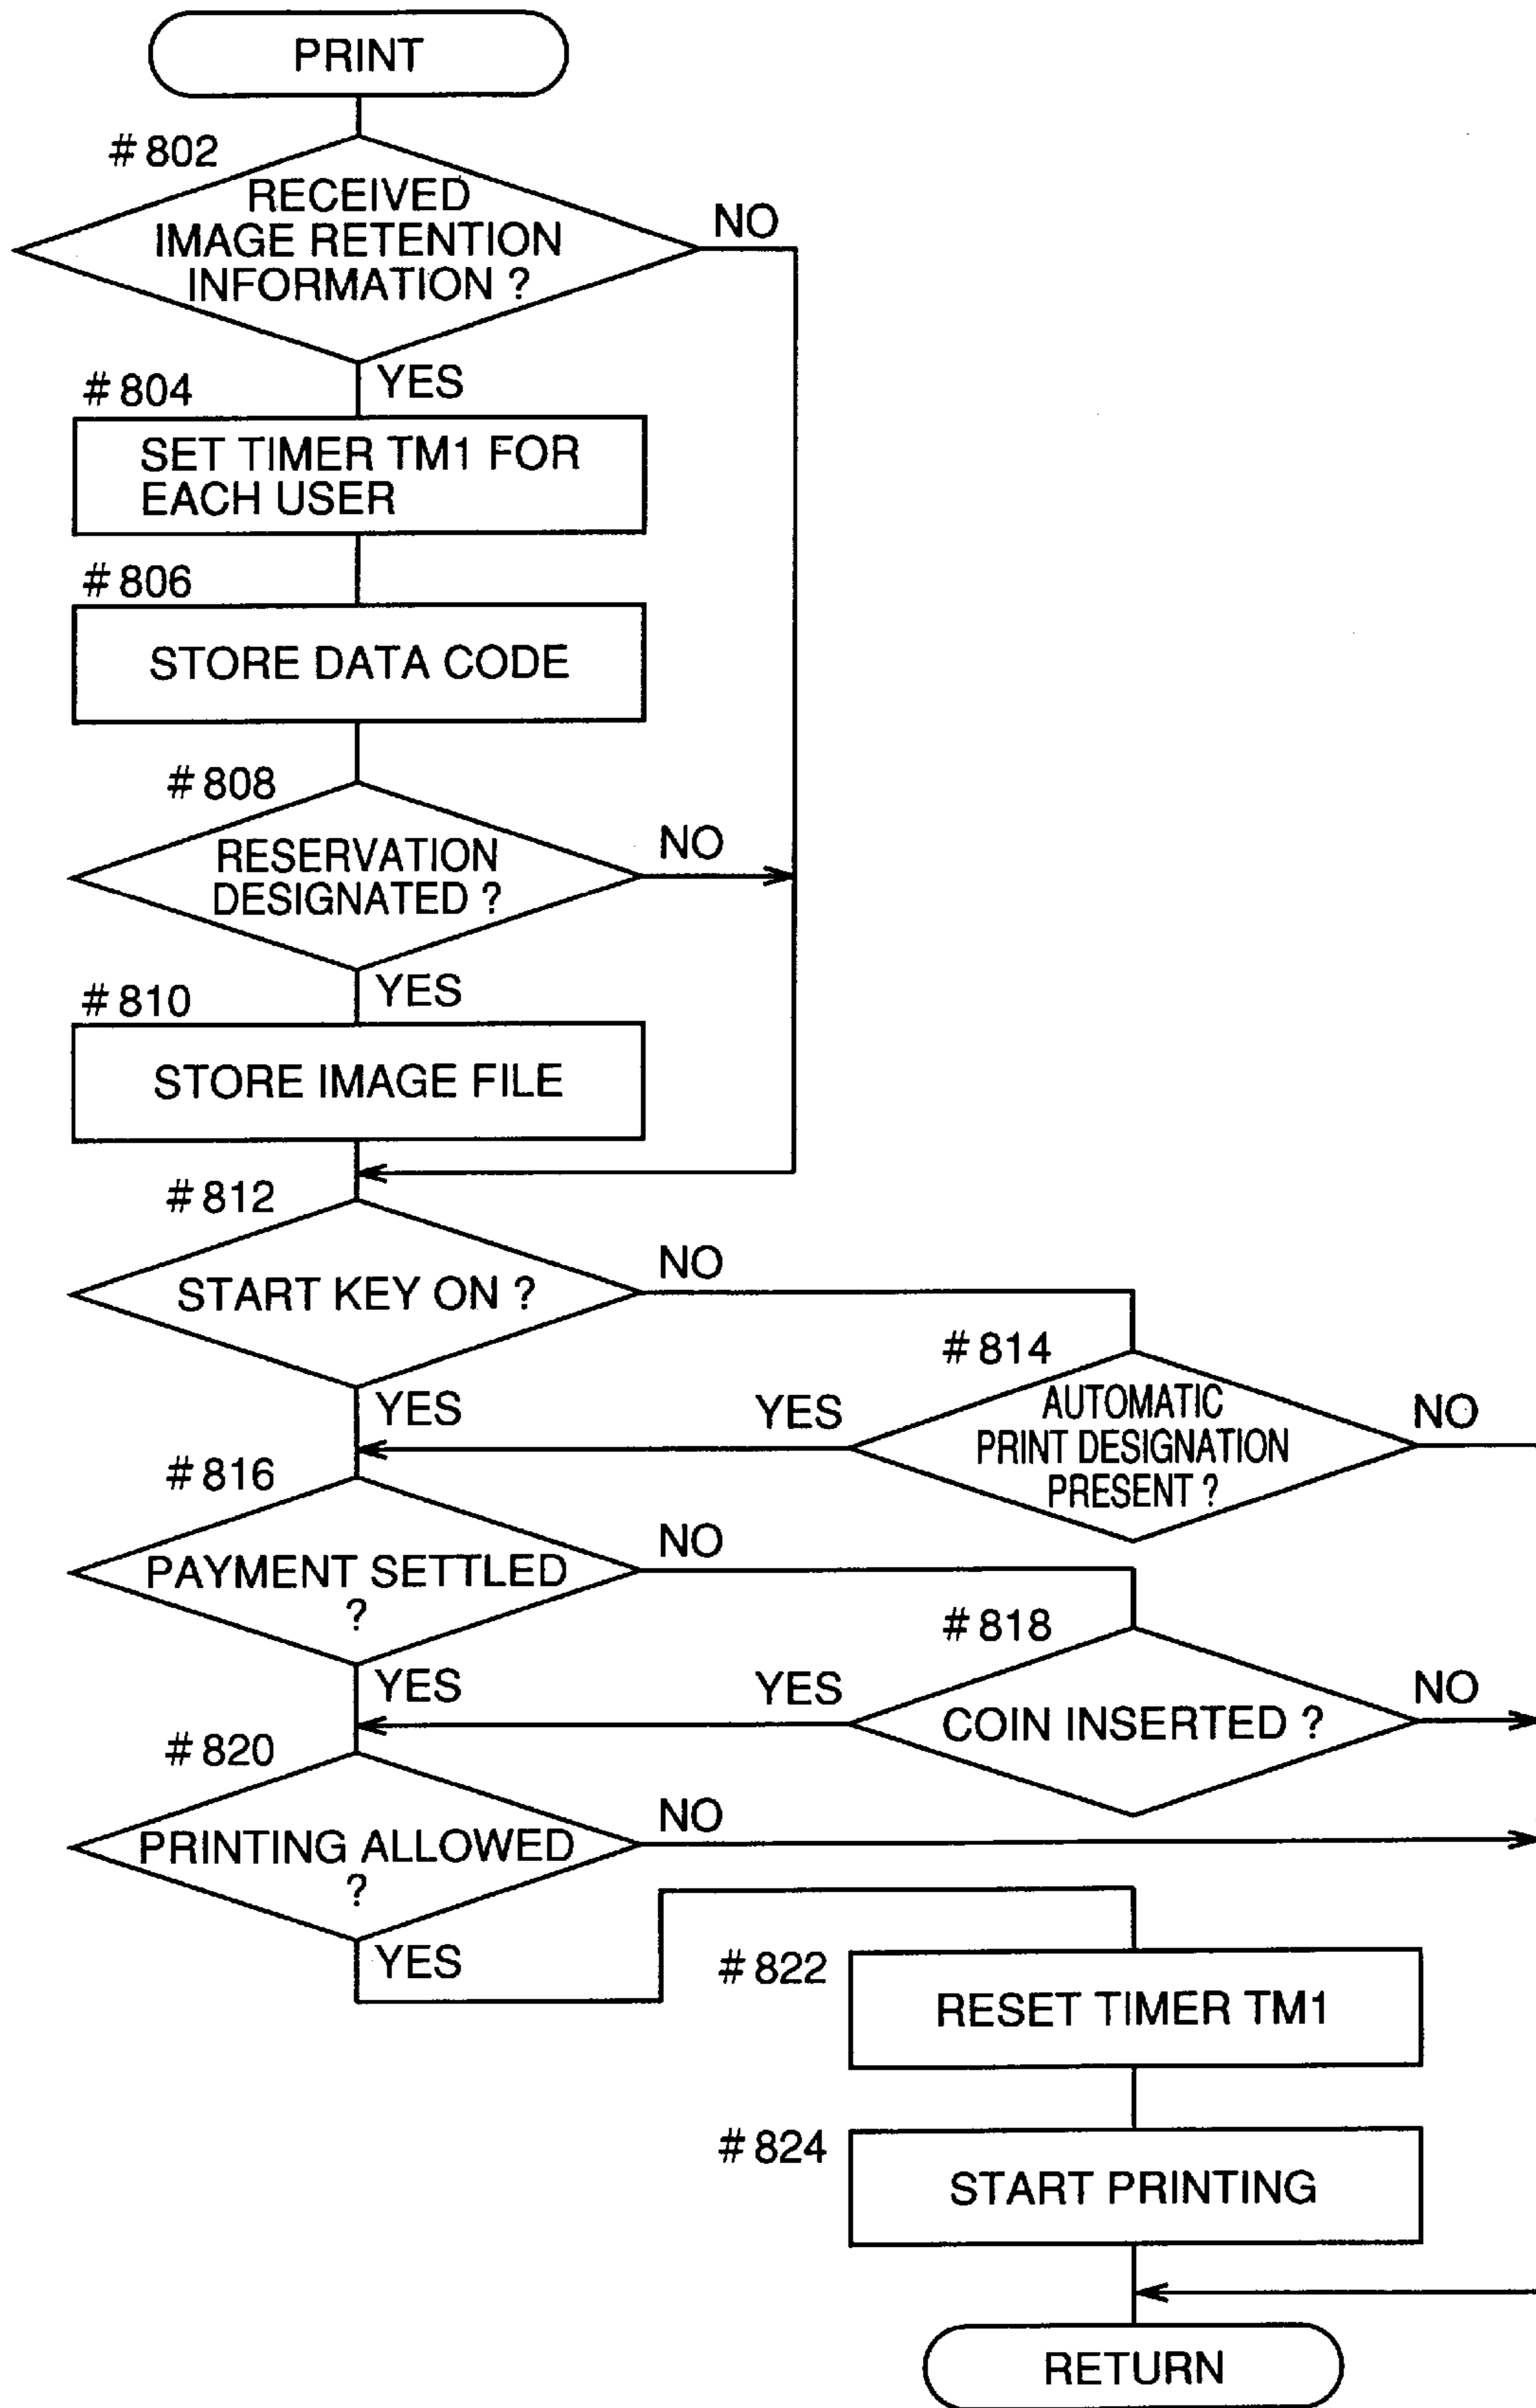 PRINT
# 802
RECEIVED
IMAGE RETENTION
INFORMATION ?
NO
YES
# 804
SET TIMER TM1 FOR
EACH USER
# 806
STORE DATA CODE
# 808
RESERVATION
DESIGNATED ?
NO
YES
# 810
STORE IMAGE FILE
# 812
START KEY ON ?
NO
YES
# 814
AUTOMATIC
PRINT DESIGNATION
PRESENT ?
YES
NO
# 816
PAYMENT SETTLED
?
NO
YES
# 818
COIN INSERTED ?
YES
NO
# 820
PRINTING ALLOWED
?
NO
YES
# 822
RESET TIMER TM1
# 824
START PRINTING
RETURN